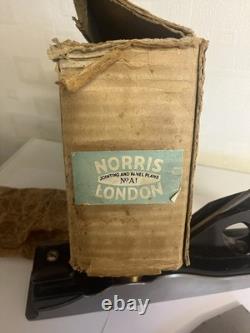 NORRIS
JOINTING AND PANEL PLANE
No A1
LONDON